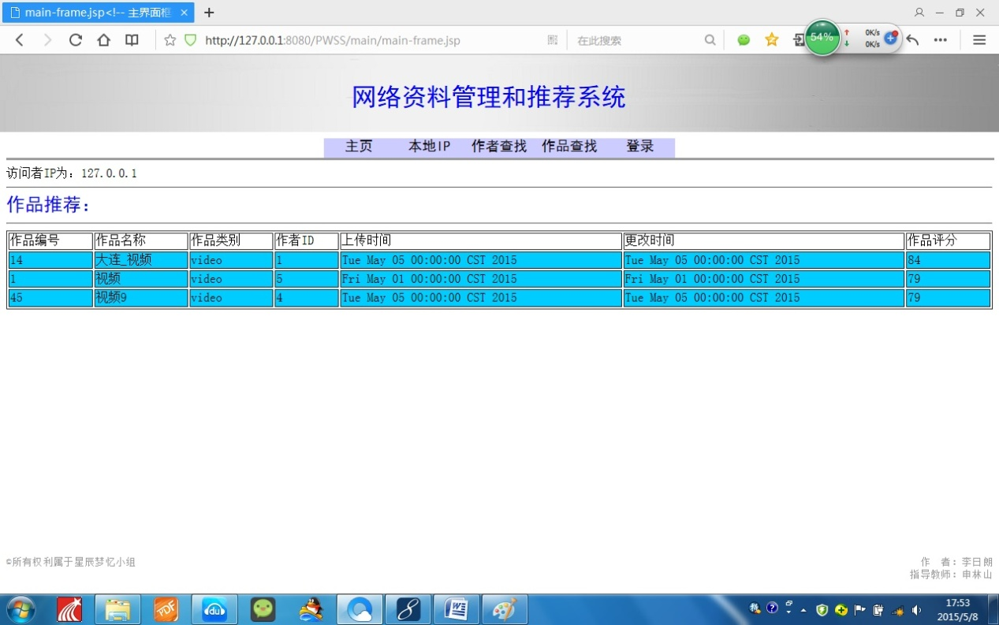 main-frame.jsp<!-- 主界面框
http://127.0.0.1:8080/PWSS/main/main-frame.jsp 在此搜索 54% 0K/s
0K/s
网络资料管理和推荐系统
主页 本地IP 作者查找 作品查找 登录
访问者IP为：127.0.0.1
作品推荐：
作品编号 作品名称 作品类别 作者ID 上传时间 更改时间 作品评分
14 大连_视频 video 1 Tue May 05 00:00:00 CST 2015 Tue May 05 00:00:00 CST 2015 84
1 视频 video 5 Fri May 01 00:00:00 CST 2015 Fri May 01 00:00:00 CST 2015 79
45 视频9 video 4 Tue May 05 00:00:00 CST 2015 Tue May 05 00:00:00 CST 2015 79
©所有权利属于星辰梦忆小组 作 者：李日朗
指导教师：申林山
PDF du 8 W 17:53
2015/5/8